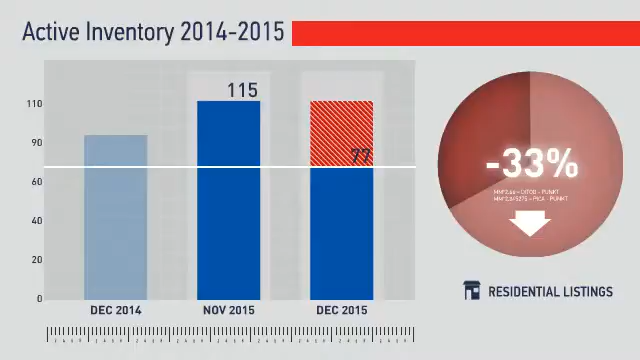 Active Inventory 2014-2015
115
110
90
77
60
40
20
0
-33%
DEC 2014
NOV 2015
DEC 2015
RESIDENTIAL LISTINGS